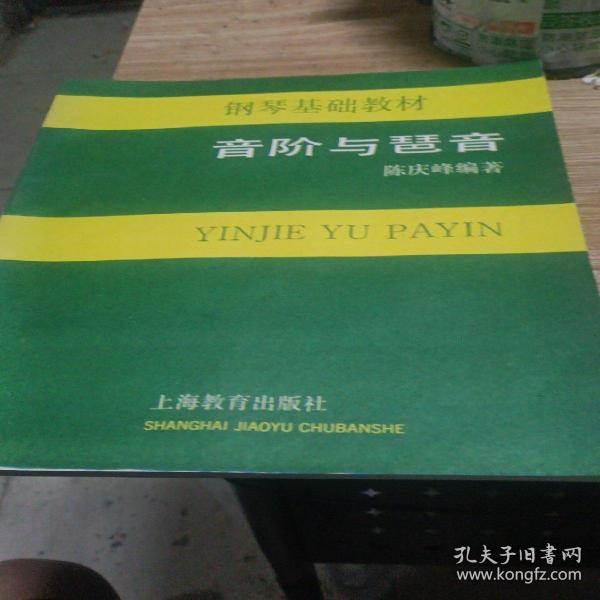 钢琴基础教材
音阶与琶音
陈庆峰编著
YINJIE YU PAYIN
上海教育出版社
SHANGHAI JIAOYU CHUBANSHE
孔夫子旧書网
www.kongfz.com